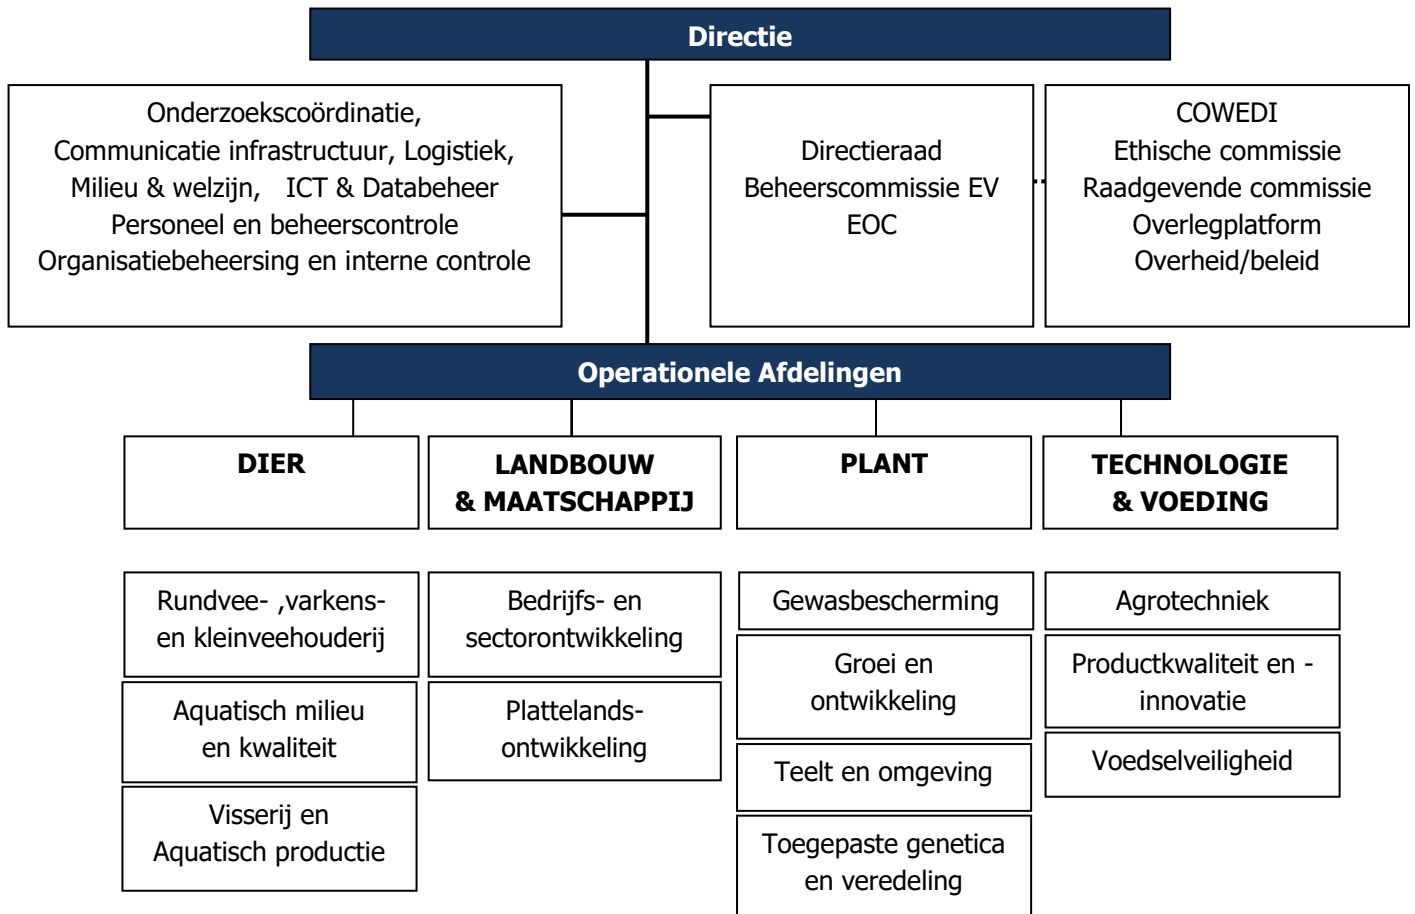 Directie
Onderzoekscoördinatie,
Communicatie infrastructuur, Logistiek,
Milieu & welzijn, ICT & Databeheer
Personeel en beheerscontrole
Organisatiebeheersing en interne controle
Directieraad
Beheerscommissie EV
EOC
COWEDI
Ethische commissie
Raadgevende commissie
Overlegplatform
Overheid/beleid
Operationele Afdelingen
DIER
LANDBOUW
& MAATSCHAPPIJ
PLANT
TECHNOLOGIE
& VOEDING
Rundvee- ,varkens-
en kleinveehouderij
Aquatisch milieu
en kwaliteit
Visserij en
Aquatisch productie
Bedrijfs- en
sectorontwikkeling
Plattelands-
ontwikkeling
Gewasbescherming
Groei en
ontwikkeling
Teelt en omgeving
Toegepaste genetica
en veredeling
Agrotechniek
Productkwaliteit en -
innovatie
Voedselveiligheid